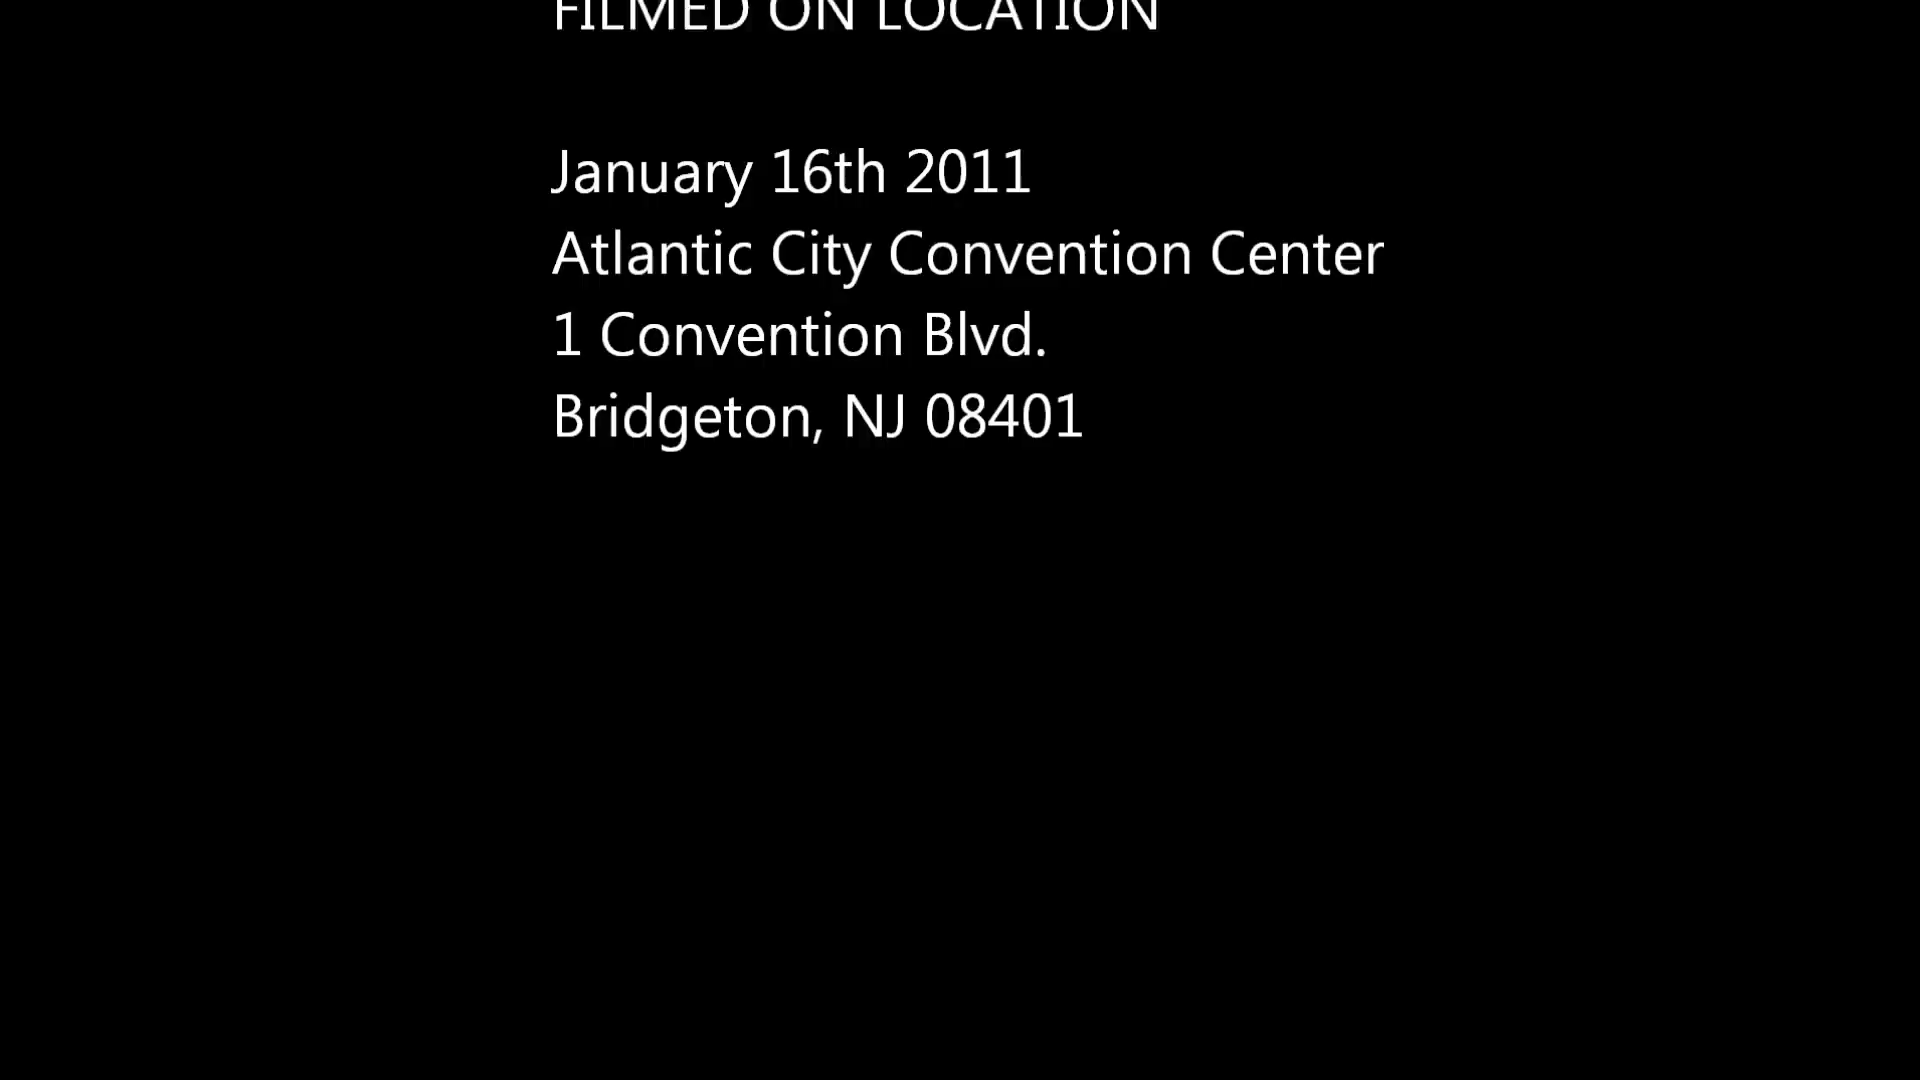 FILMED ON LOCATION
January 16th 2011
Atlantic City Convention Center
1 Convention Blvd.
Bridgeton, NJ 08401